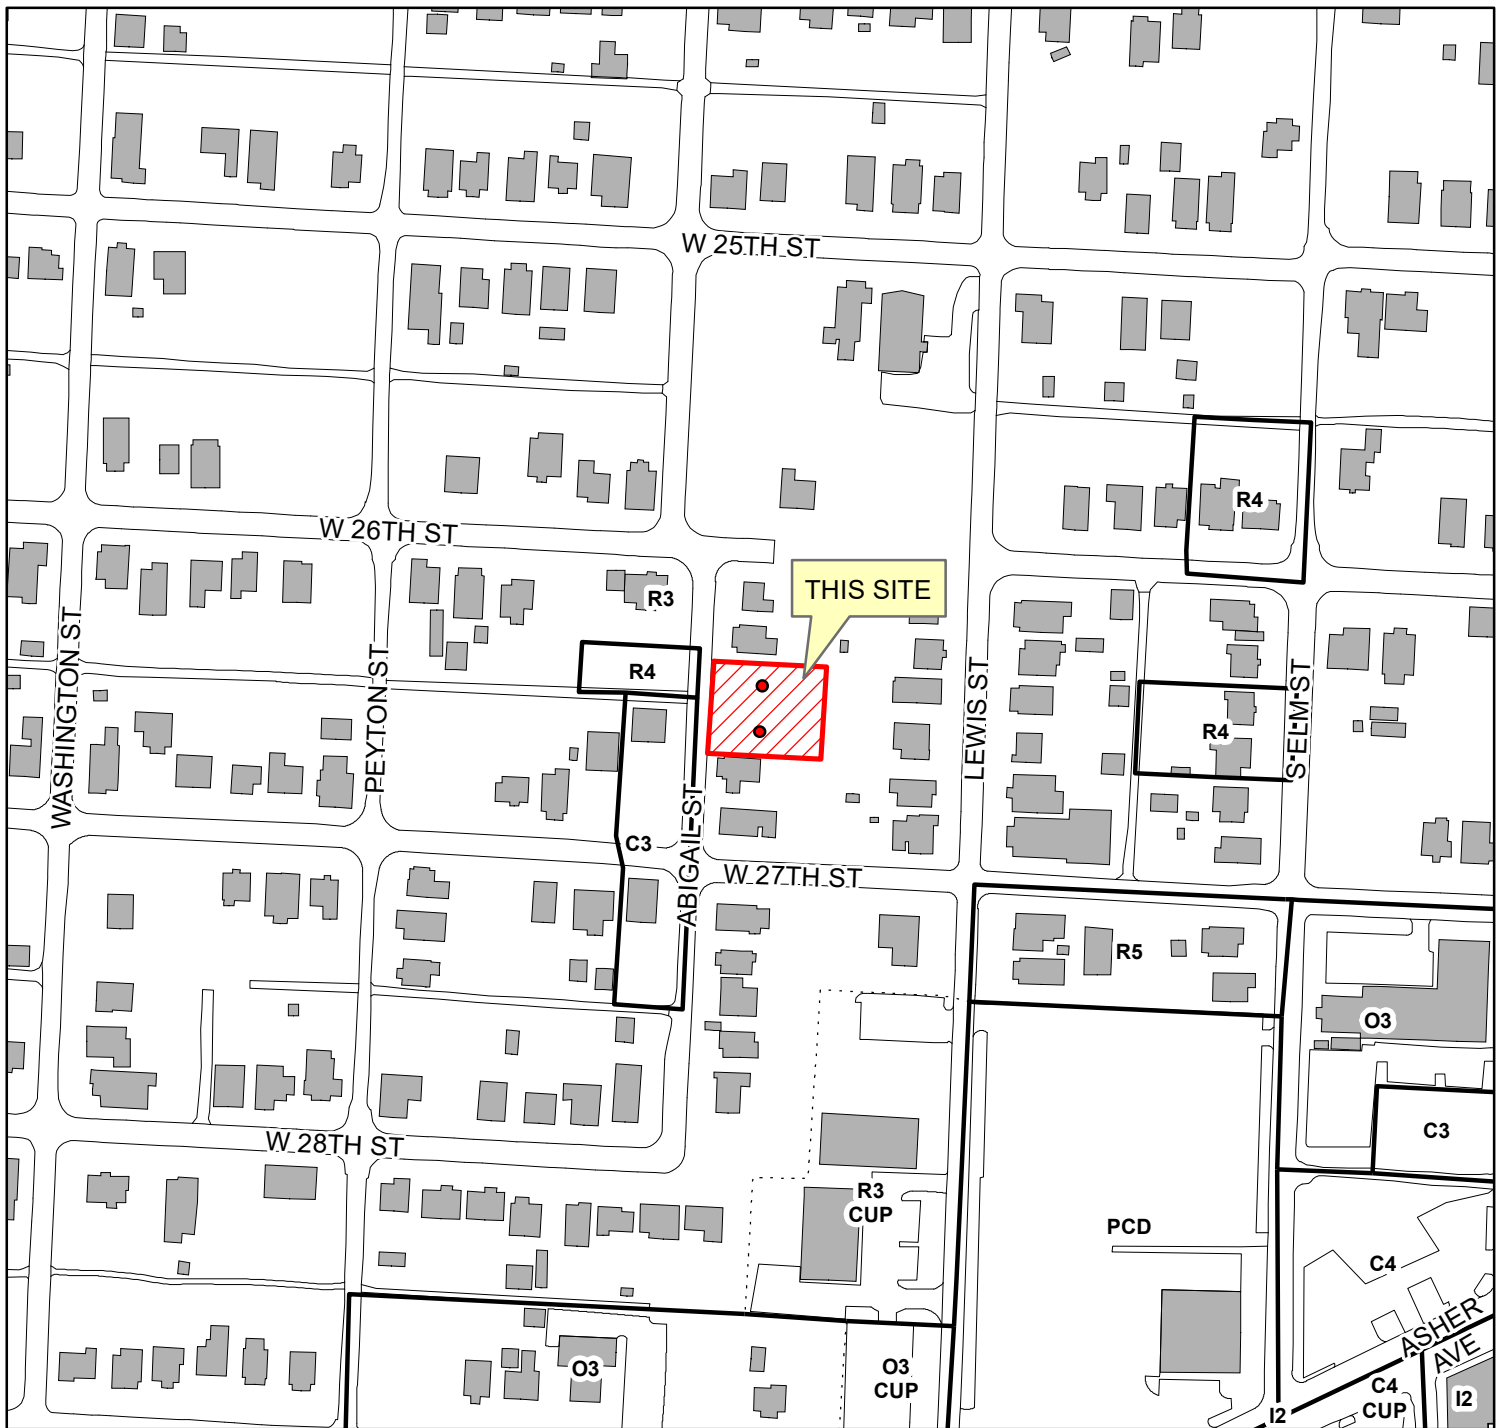 W 25TH ST
R4
W 26TH ST
THIS SITE
R3
R4
WASHINGTON ST
PEYTON ST
LEWIS ST
S ELM ST
R4
ABIGAIL ST
C3
W 27TH ST
R5
O3
C3
W 28TH ST
R3
CUP
PCD
C4
ASHER
AVE
O3
O3
CUP
C4
CUP
I2
I2